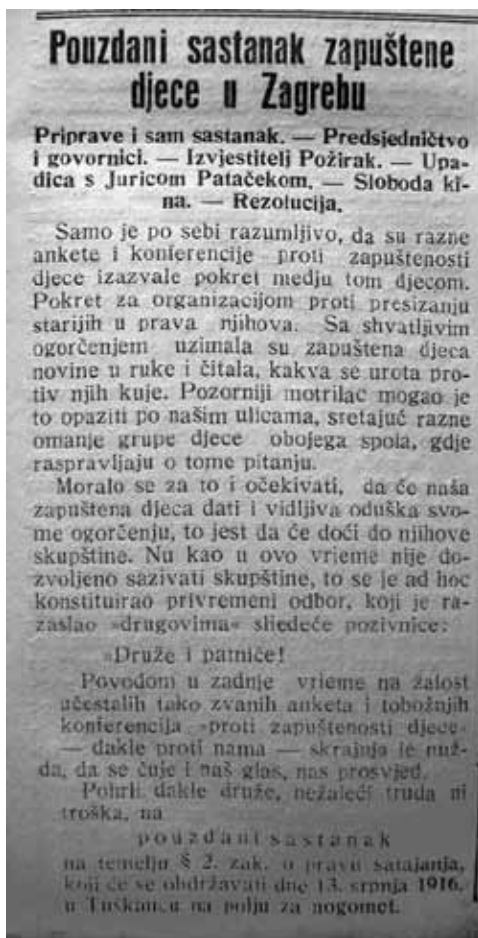 Pouzdani sastanak zapuštene
djece u Zagrebu
Priprave i sam sastanak. — Predsjedničtvo
i govornici. — Izvjestitelj Požirak. — Upa-
dica s Juricom Patačekom. — Sloboda ki-
na. — Rezolucija.
Samo je po sebi razumljivo, da su razne
ankete i konferencije proti zapuštenosti
djece izazvale pokret medju tom djecom.
Pokret za organizacijom proti presizanju
starijih u prava njihova. Sa shvatljivim
ogorčenjem uzimala su zapuštena djeca
novine u ruke i čitala, kakva se urota pro-
tiv njih kuje. Pozorniji motrilac mogao je
to opaziti po našim ulicama, sretajuć razne
omanje grupe djece obojega spola, gdje
raspravljaju o tome pitanju.
Moralo se za to i očekivati, da će naša
zapuštena djeca dati i vidljiva oduška svo-
me ogorčenju, to jest da će doći do njihove
skupštine. Nu kao u ovo vrieme nije do-
zvoljeno sazivati skupštine, to se je ad hoc
konstituirao privremeni odbor, koji je ra-
zaslao »drugovima« sliedeće pozivnice:
»Druže i patniče!
Povodom u zadnje vrieme na žalost
učestalih tako zvanih anketa i tobožnjih
konferencija »proti zapuštenosti djece«
— dakle proti nama — skrajnja je nuž-
da, da se čuje i naš glas, naš prosvjed.
Pohrli dakle druže, nežaleći truda ni
troška, na
pouzdani sastanak
na temelju § 2. zak. o pravu sastajanja,
koji će se obdržavati dne 13. srpnja 1916.
u Tuškancu na polju za nogomet.